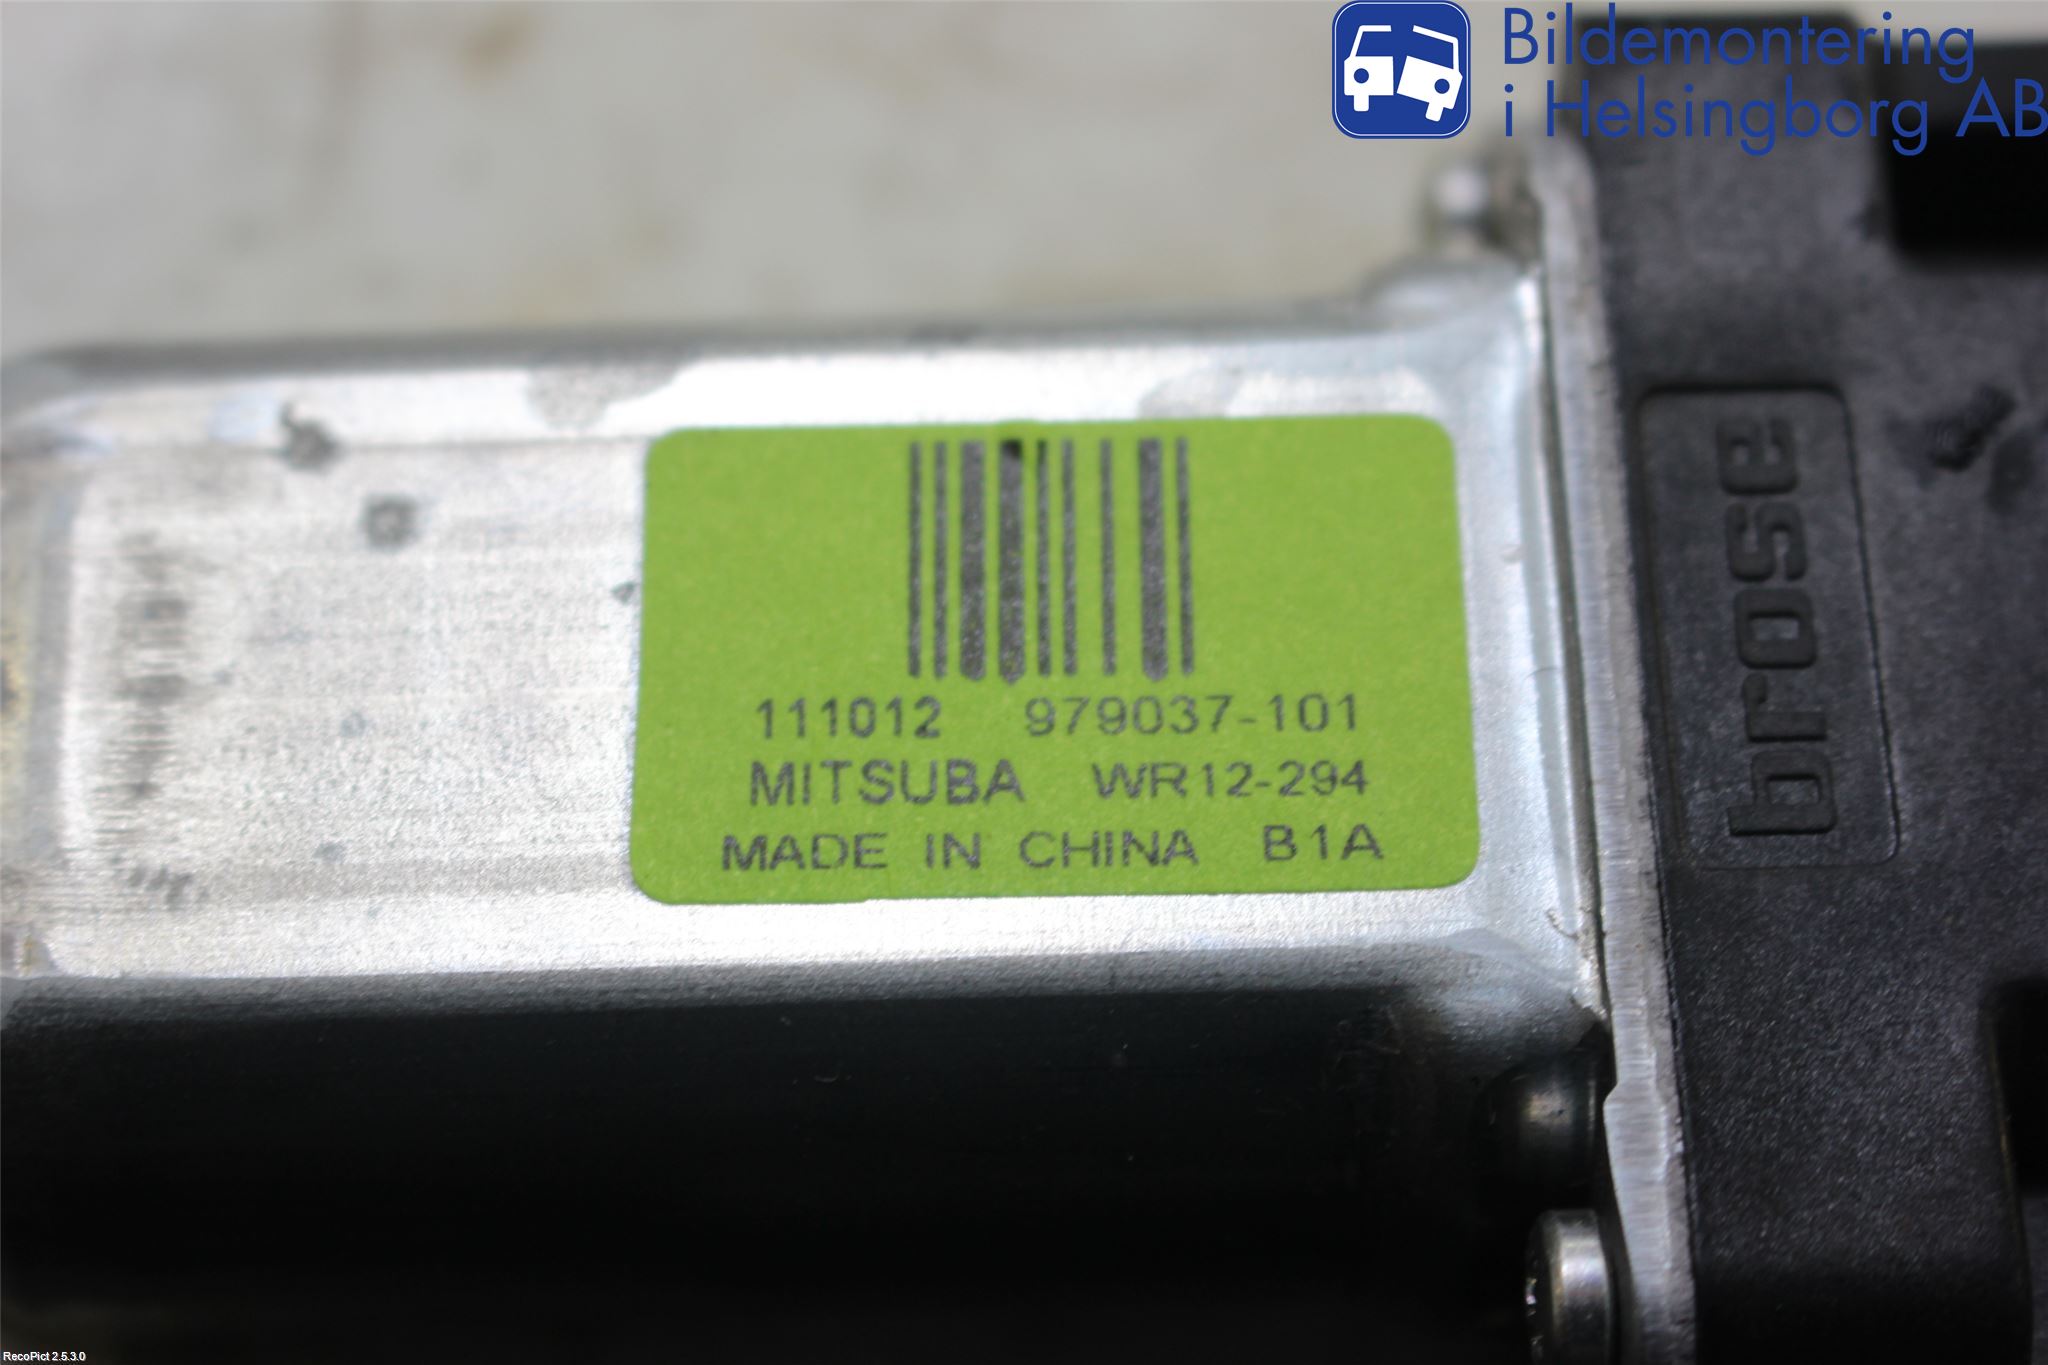 Bildemontering
i Helsingborg AB
111012 979037-101
MITSUBA WR12-294
MADE IN CHINA B1A
brose
RecoPict 2.5.3.0